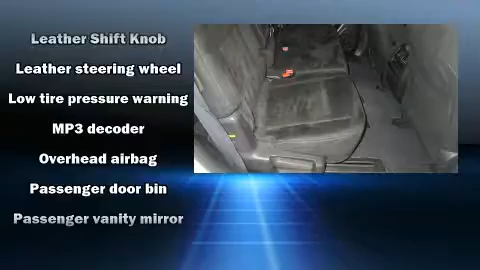 Leather Shift Knob
Leather steering wheel
Low tire pressure warning
MP3 decoder
Overhead airbag
Passenger door bin
Passenger vanity mirror